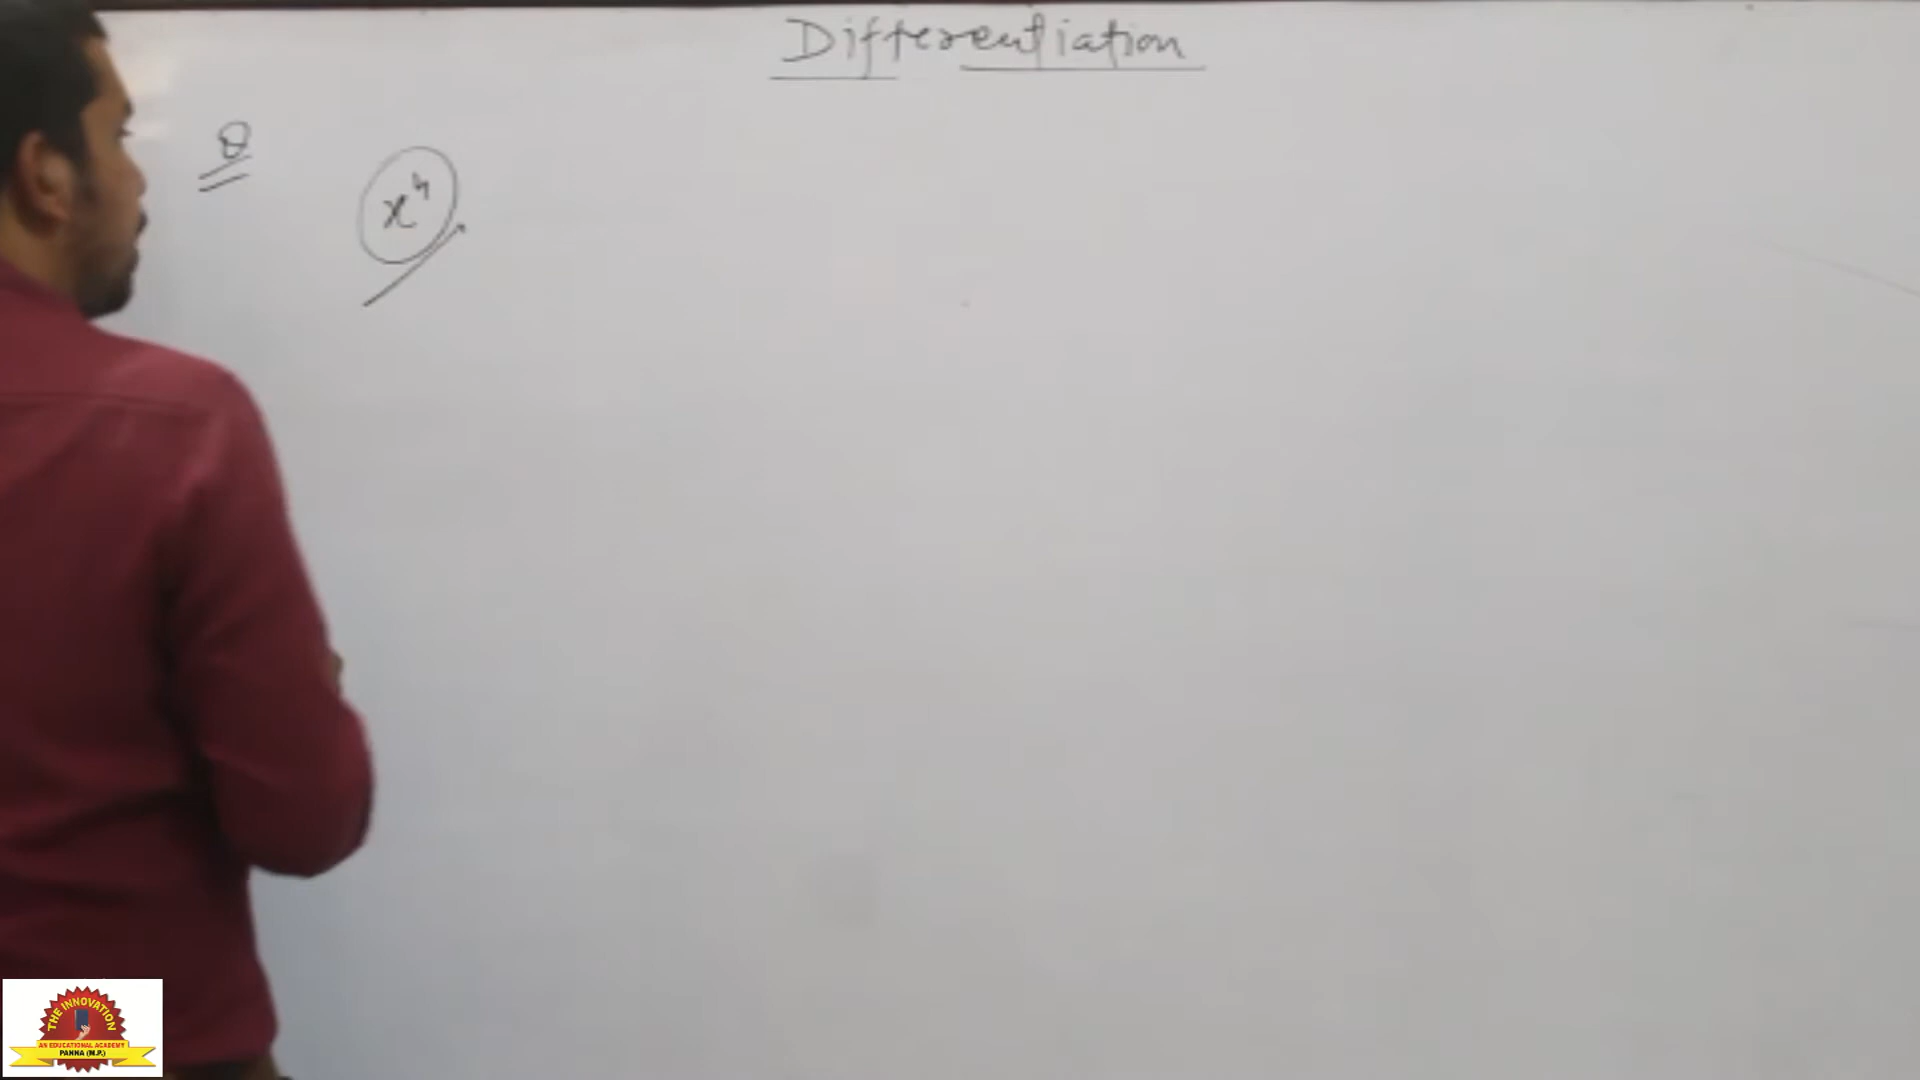 Differentiation
Q
x⁴
THE INNOVATION
AN EDUCATIONAL ACADEMY
PANNA (M.P.)